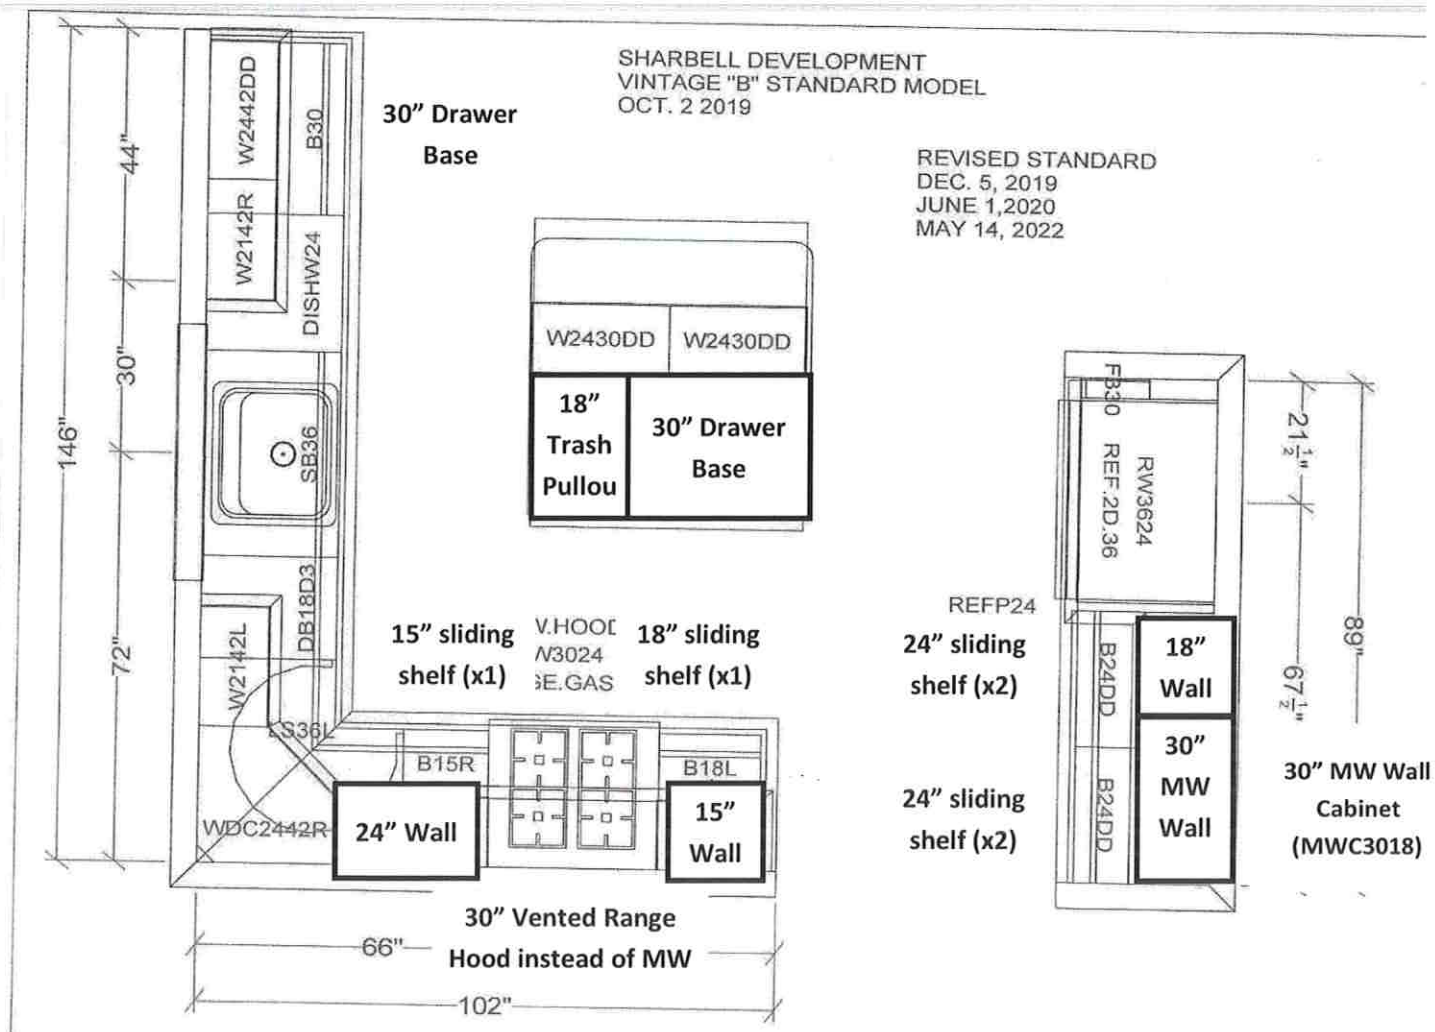 SHARBELL DEVELOPMENT
VINTAGE "B" STANDARD MODEL
OCT. 2 2019
REVISED STANDARD
DEC. 5, 2019
JUNE 1,2020
MAY 14, 2022
146"
44"
30"
72"
W2442DD
W2142R
B30
DISHW24
SB36
DB18D3
W2142L
LS36L
WDC2442R
30” Drawer
Base
W2430DD
W2430DD
18”
Trash
Pullou
30” Drawer
Base
15” sliding
shelf (x1)
V.HOOD
W3024
GE.GAS
18” sliding
shelf (x1)
B15R
B18L
24” Wall
15”
Wall
30” Vented Range
Hood instead of MW
66"
102"
FB30
REF.2D.36
RW3624
REFP24
24” sliding
shelf (x2)
24” sliding
shelf (x2)
B24DD
B24DD
18”
Wall
30”
MW
Wall
21 1/2"
67 1/2"
89"
30” MW Wall
Cabinet
(MWC3018)